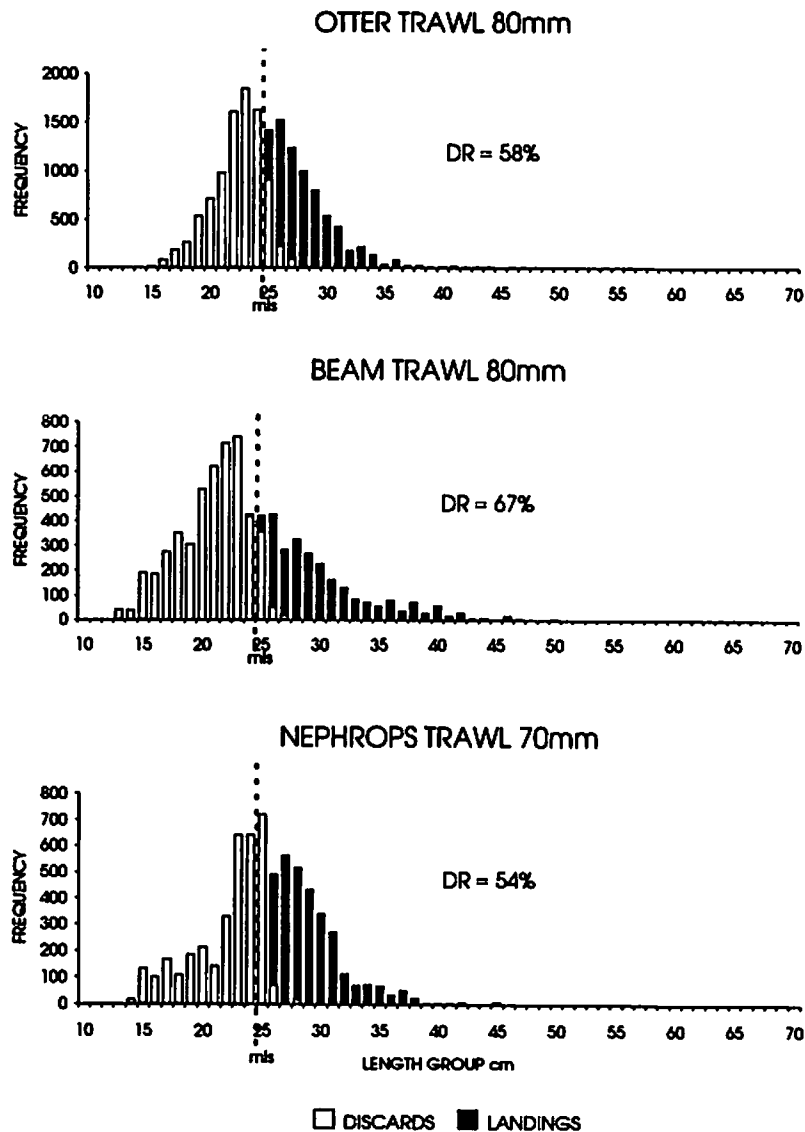 OTTER TRAWL 80mm
FREQUENCY
2000
1500
1000
500
0
DR = 58%
10 15 20 25 30 35 40 45 50 55 60 65 70
mls
BEAM TRAWL 80mm
FREQUENCY
800
700
600
500
400
300
200
100
0
DR = 67%
10 15 20 25 30 35 40 45 50 55 60 65 70
mls
NEPHROPS TRAWL 70mm
FREQUENCY
800
700
600
500
400
300
200
100
0
DR = 54%
10 15 20 25 30 35 40 45 50 55 60 65 70
mls
LENGTH GROUP cm
DISCARDS LANDINGS